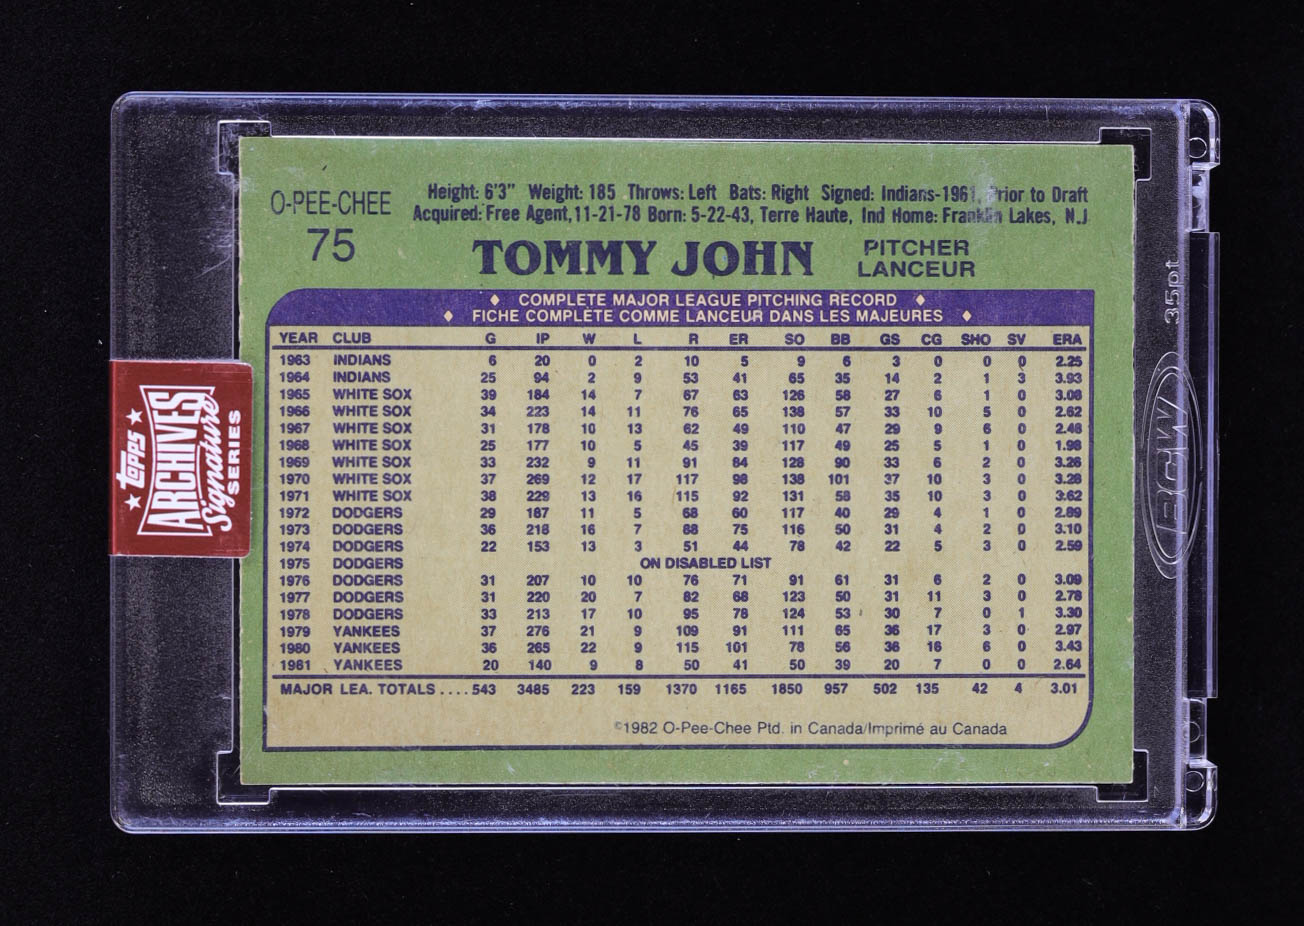 O-PEE-CHEE
75
Height: 6'3" Weight: 185 Throws: Left Bats: Right Signed: Indians-1961, Prior to Draft
Acquired: Free Agent, 11-21-78 Born: 5-22-43, Terre Haute, Ind Home: Franklin Lakes, N.J
TOMMY JOHN
PITCHER
LANCEUR
♦ COMPLETE MAJOR LEAGUE PITCHING RECORD ♦
♦ FICHE COMPLÈTE COMME LANCEUR DANS LES MAJEURES ♦
YEAR CLUB G IP W L R ER SO BB GS CG SHO SV ERA
1963 INDIANS 6 20 0 2 10 5 9 6 3 0 0 0 2.25
1964 INDIANS 25 94 2 9 53 41 65 35 14 2 1 3 3.93
1965 WHITE SOX 39 184 14 7 67 63 126 58 27 6 1 0 3.08
1966 WHITE SOX 34 223 14 11 76 65 138 57 33 10 5 0 2.62
1967 WHITE SOX 31 178 10 13 62 49 110 47 29 9 6 0 2.48
1968 WHITE SOX 25 177 10 5 45 39 117 49 25 5 1 0 1.98
1969 WHITE SOX 33 232 9 11 91 84 128 90 33 6 2 0 3.26
1970 WHITE SOX 37 269 12 17 117 98 138 101 37 10 3 0 3.28
1971 WHITE SOX 38 229 13 16 115 92 131 58 35 10 3 0 3.62
1972 DODGERS 29 187 11 5 68 60 117 40 29 4 1 0 2.89
1973 DODGERS 36 218 16 7 88 75 116 50 31 4 2 0 3.10
1974 DODGERS 22 153 13 3 51 44 78 42 22 5 3 0 2.59
1975 DODGERS ON DISABLED LIST
1976 DODGERS 31 207 10 10 76 71 91 61 31 6 2 0 3.09
1977 DODGERS 31 220 20 7 82 68 123 50 31 11 3 0 2.78
1978 DODGERS 33 213 17 10 95 78 124 53 30 7 0 1 3.30
1979 YANKEES 37 276 21 9 109 91 111 65 36 17 3 0 2.97
1980 YANKEES 36 265 22 9 115 101 78 56 36 16 6 0 3.43
1981 YANKEES 20 140 9 8 50 41 50 39 20 7 0 0 2.64
MAJOR LEA. TOTALS .... 543 3485 223 159 1370 1165 1850 957 502 135 42 4 3.01
©1982 O-Pee-Chee Ptd. in Canada/Imprimé au Canada
★ topps ★
ARCHIVES
Signature
SERIES
35pt
BCW